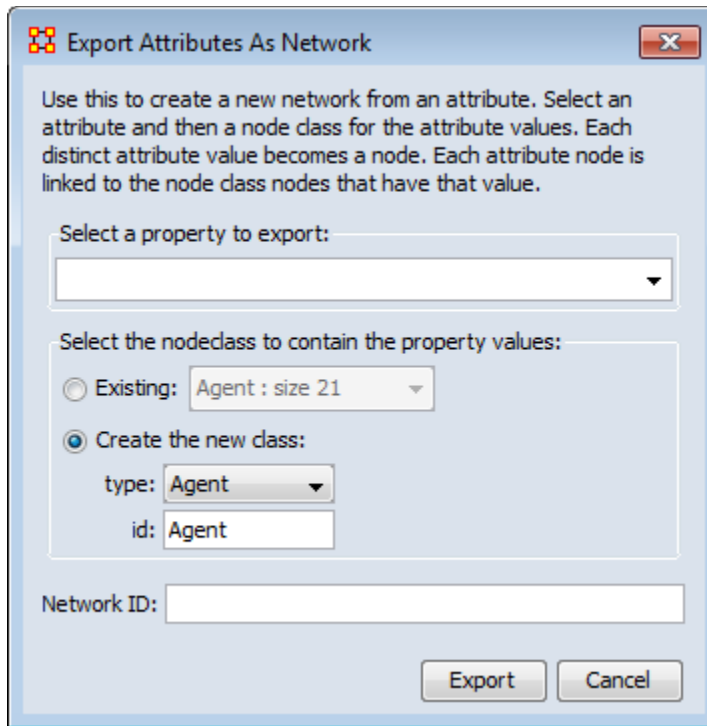 Export Attributes As Network
Use this to create a new network from an attribute. Select an
attribute and then a node class for the attribute values. Each
distinct attribute value becomes a node. Each attribute node is
linked to the node class nodes that have that value.
Select a property to export:
Select the nodeclass to contain the property values:
Existing: Agent : size 21
Create the new class:
type: Agent
id: Agent
Network ID:
Export Cancel